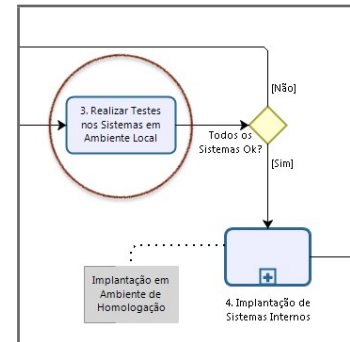 [Não]
3. Realizar Testes
nos Sistemas em
Ambiente Local
Todos os
Sistemas Ok?
[Sim]
Implantação em
Ambiente de
Homologação
4. Implantação de
Sistemas Internos